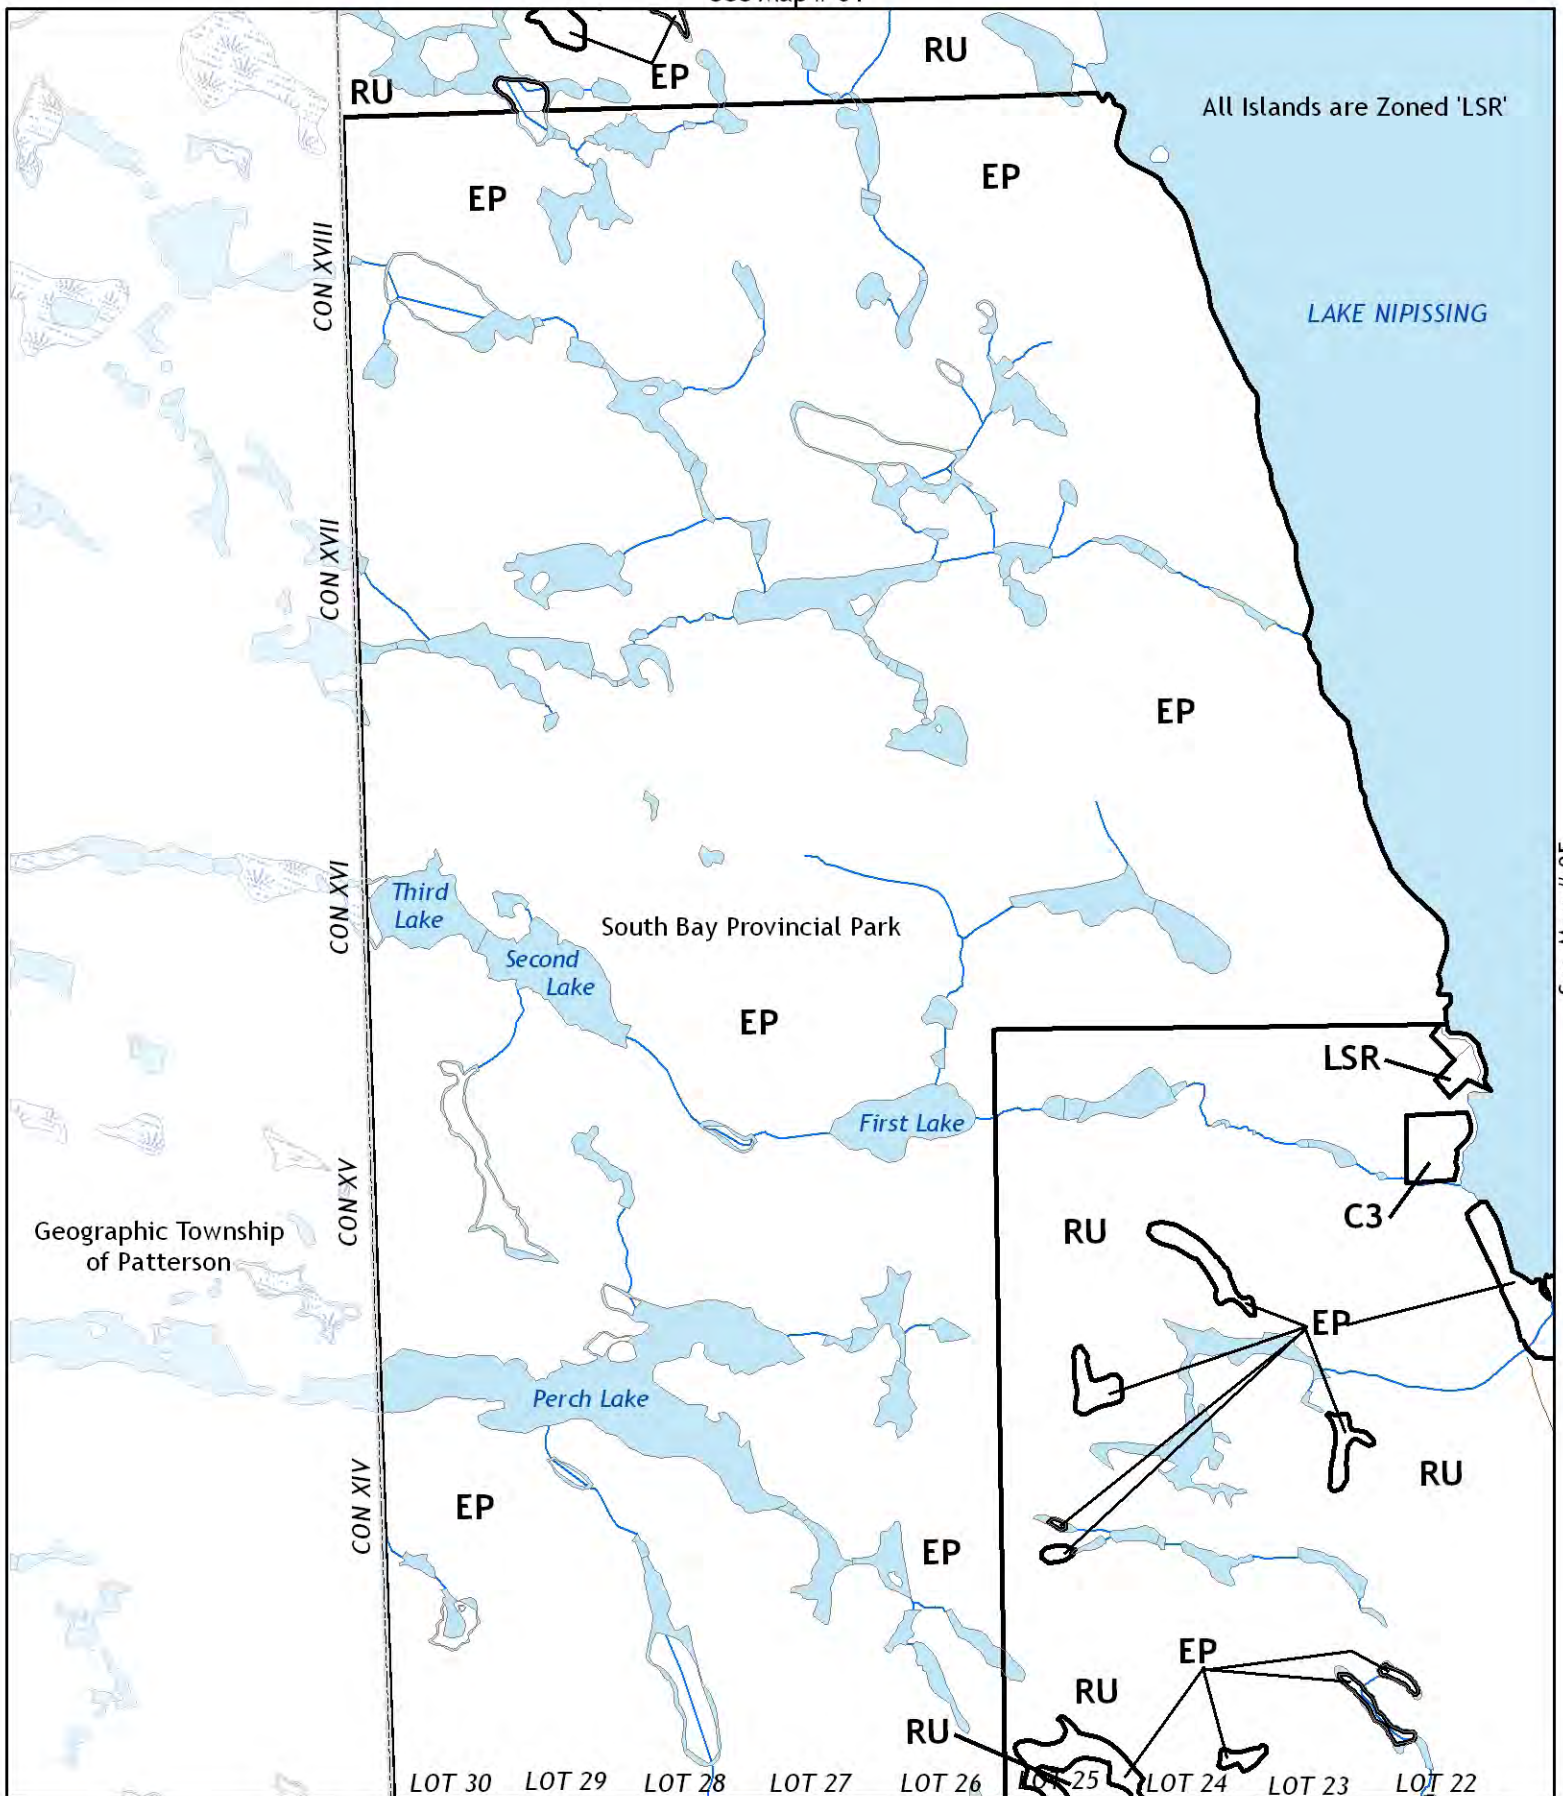 RU
EP
RU
All Islands are Zoned 'LSR'
EP
EP
CON XVIII
LAKE NIPISSING
CON XVII
EP
CON XVI
Third
Lake
South Bay Provincial Park
Second
Lake
EP
LSR
First Lake
CON XV
C3
RU
Geographic Township
of Patterson
EP
Perch Lake
CON XIV
RU
EP
EP
EP
RU
RU
LOT 30
LOT 29
LOT 28
LOT 27
LOT 26
LOT 25
LOT 24
LOT 23
LOT 22